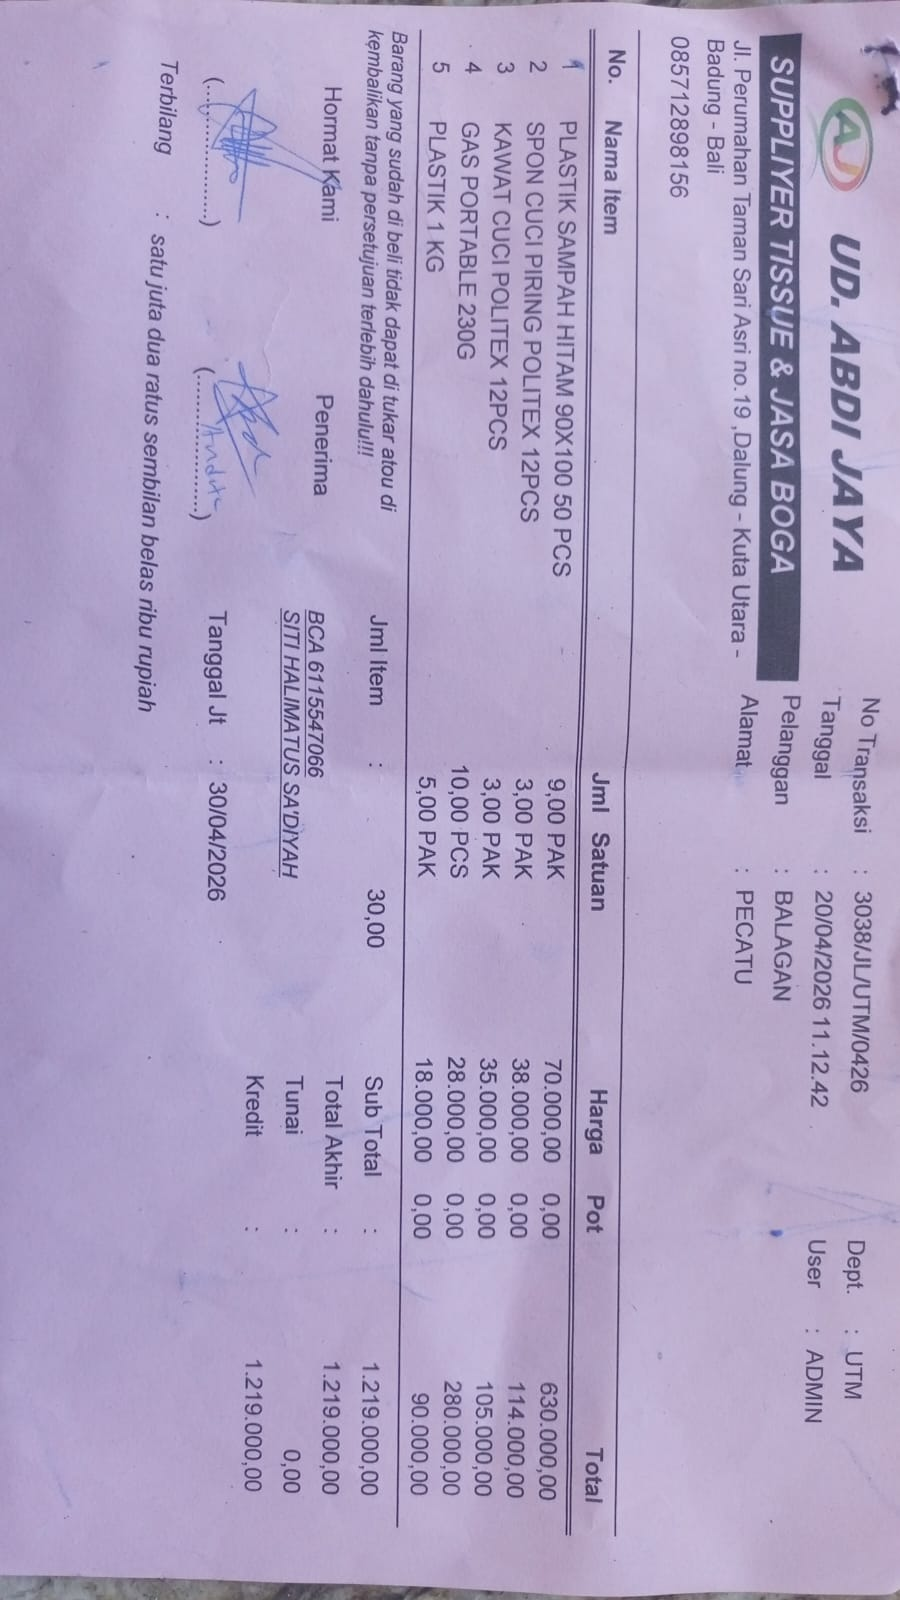 AJ UD. ABDI JAYA
SUPPLIYER TISSUE & JASA BOGA
Jl. Perumahan Taman Sari Asri no.19 ,Dalung - Kuta Utara -
Badung - Bali
085712898156
No Transaksi : 3038/JL/UTM/0426 Dept. : UTM
Tanggal : 20/04/2026 11.12.42 User : ADMIN
Pelanggan : BALAGAN
Alamat : PECATU
No. Nama Item Jml Satuan Harga Pot Total
1 PLASTIK SAMPAH HITAM 90X100 50 PCS 9,00 PAK 70.000,00 0,00 630.000,00
2 SPON CUCI PIRING POLITEX 12PCS 3,00 PAK 38.000,00 0,00 114.000,00
3 KAWAT CUCI POLITEX 12PCS 3,00 PAK 35.000,00 0,00 105.000,00
4 GAS PORTABLE 230G 10,00 PCS 28.000,00 0,00 280.000,00
5 PLASTIK 1 KG 5,00 PAK 18.000,00 0,00 90.000,00
Barang yang sudah di beli tidak dapat di tukar atou di
kembalikan tanpa persetujuan terlebih dahulu!!!
Jml Item : 30,00 Sub Total : 1.219.000,00
Hormat Kami Penerima BCA 6115547066 Total Akhir : 1.219.000,00
SITI HALIMATUS SA'DIYAH Tunai : 0,00
Kredit : 1.219.000,00
(....................) (....................) Tanggal Jt : 30/04/2026
Terbilang : satu juta dua ratus sembilan belas ribu rupiah